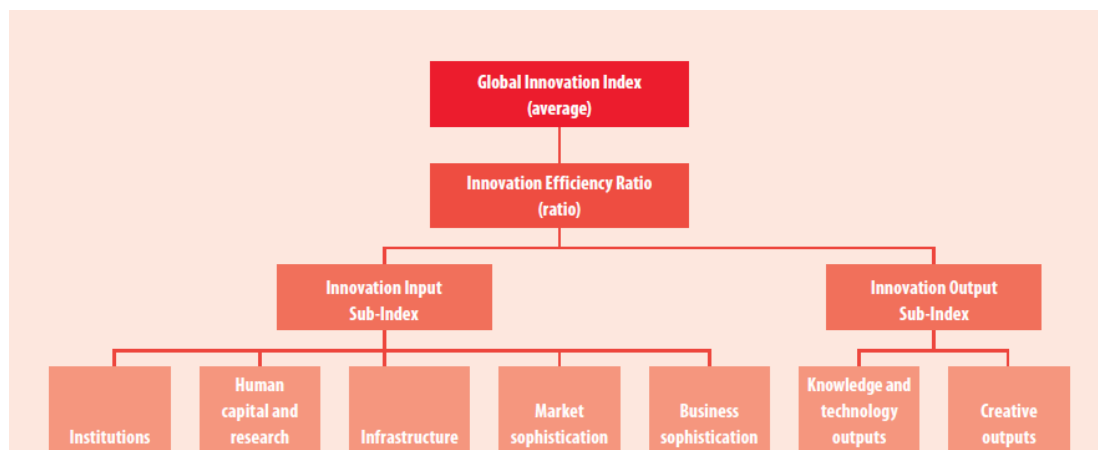 Global Innovation Index
(average)
Innovation Efficiency Ratio
(ratio)
Innovation Input
Sub-Index
Innovation Output
Sub-Index
Institutions
Human
capital and
research
Infrastructure
Market
sophistication
Business
sophistication
Knowledge and
technology
outputs
Creative
outputs